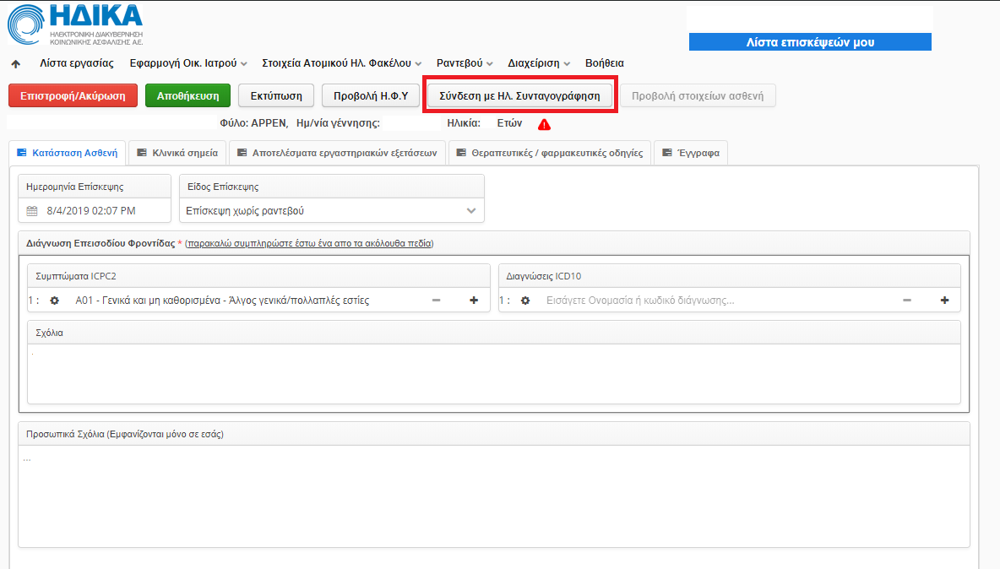 ΗΔΙΚΑ
ΗΛΕΚΤΡΟΝΙΚΗ ΔΙΑΚΥΒΕΡΝΗΣΗ
ΚΟΙΝΩΝΙΚΗΣ ΑΣΦΑΛΙΣΗΣ Α.Ε.
Λίστα επισκέψεών μου
Λίστα εργασίας Εφαρμογή Οικ. Ιατρού Στοιχεία Ατομικού Ηλ. Φακέλου Ραντεβού Διαχείριση Βοήθεια
Επιστροφή/Ακύρωση Αποθήκευση Εκτύπωση Προβολή Η.Φ.Υ Σύνδεση με Ηλ. Συνταγογράφηση Προβολή στοιχείων ασθενή
Φύλο: ΑΡΡΕΝ, Ημ/νία γέννησης: Ηλικία: Ετών
Κατάσταση Ασθενή Κλινικά σημεία Αποτελέσματα εργαστηριακών εξετάσεων Θεραπευτικές / φαρμακευτικές οδηγίες Έγγραφα
Ημερομηνία Επίσκεψης Είδος Επίσκεψης
8/4/2019 02:07 PM Επίσκεψη χωρίς ραντεβού
Διάγνωση Επεισοδίου Φροντίδας * (παρακαλώ συμπληρώστε έστω ένα απο τα ακόλουθα πεδία)
Συμπτώματα ICPC2 Διαγνώσεις ICD10
1 : A01 - Γενικά και μη καθορισμένα - Άλγος γενικά/πολλαπλές εστίες 1 : Εισάγετε Ονομασία ή κωδικό διάγνωσης...
Σχόλια
Προσωπικά Σχόλια (Εμφανίζονται μόνο σε εσάς)
...